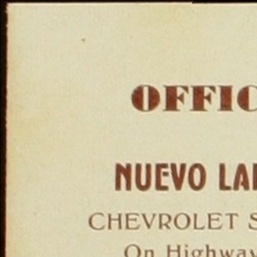 OFFIC
NUEVO LA
CHEVROLET S
On Highway